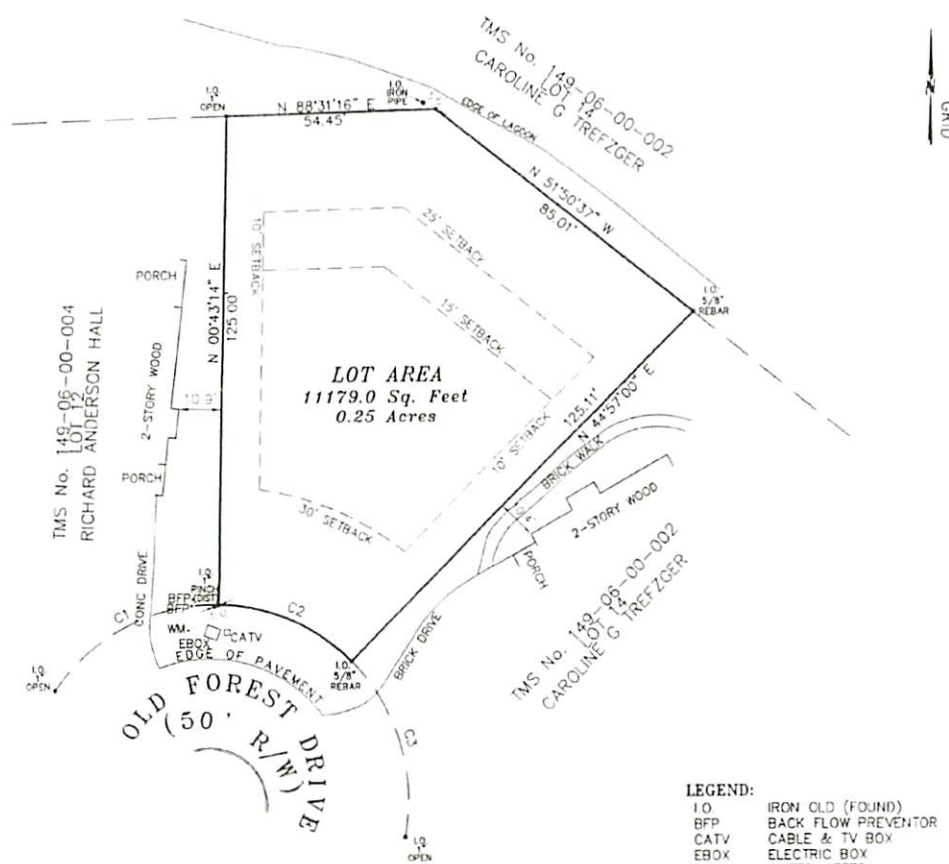 TMS No. 149-06-00-002
LOT 14
CAROLINE G TREFZGER
N
GRID
I.O.
1"
OPEN
N 88°31'16" E
54.45'
I.O.
IRON
PIPE
EDGE OF LAGOON
N 51°50'37" W
85.01'
I.O.
5/8"
REBAR
10' SETBACK
25' SETBACK
15' SETBACK
PORCH
N 00°43'14" E
125.00'
TMS No. 149-06-00-004
LOT 12
RICHARD ANDERSON HALL
2-STORY WOOD
10.9'
LOT AREA
11179.0 Sq. Feet
0.25 Acres
125.11'
N 44°57'00" E
10' SETBACK
BRICK WALK
PORCH
30' SETBACK
2-STORY WOOD
PORCH
TMS No. 149-06-00-002
LOT 14
CAROLINE G TREFZGER
CONC DRIVE
I.O.
1"
PINCH
(DIST)
BFP
BFP
C1
C2
WM
CATV
EBOX
EDGE OF PAVEMENT
I.O.
5/8"
REBAR
BRICK DRIVE
I.O.
1"
OPEN
OLD FOREST DRIVE
(50' R/W)
C3
I.O.
1"
OPEN
LEGEND:
I.O. IRON OLD (FOUND)
BFP BACK FLOW PREVENTOR
CATV CABLE & TV BOX
EBOX ELECTRIC BOX